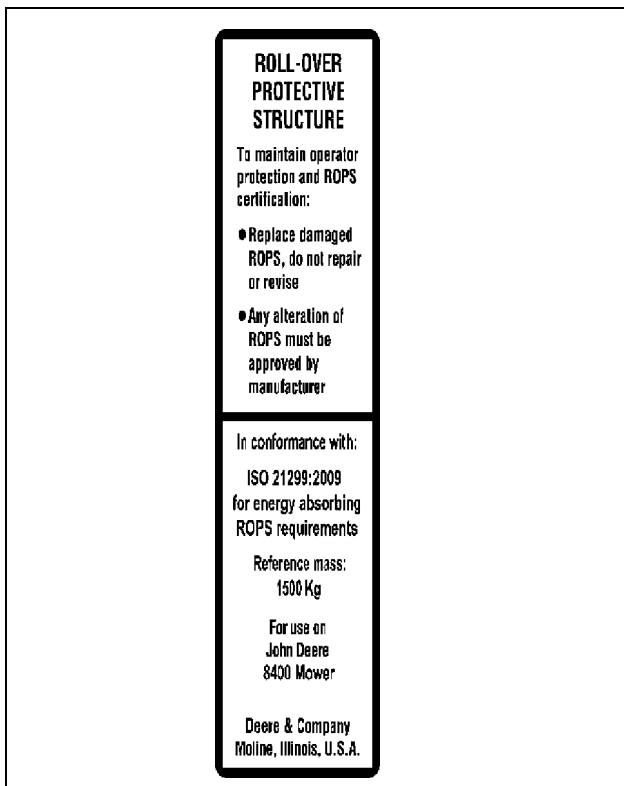 ROLL-OVER
PROTECTIVE
STRUCTURE
To maintain operator
protection and ROPS
certification:
● Replace damaged
ROPS, do not repair
or revise
● Any alteration of
ROPS must be
approved by
manufacturer
In conformance with:
ISO 21299:2009
for energy absorbing
ROPS requirements
Reference mass:
1500 Kg
For use on
John Deere
8400 Mower
Deere & Company
Moline, Illinois, U.S.A.